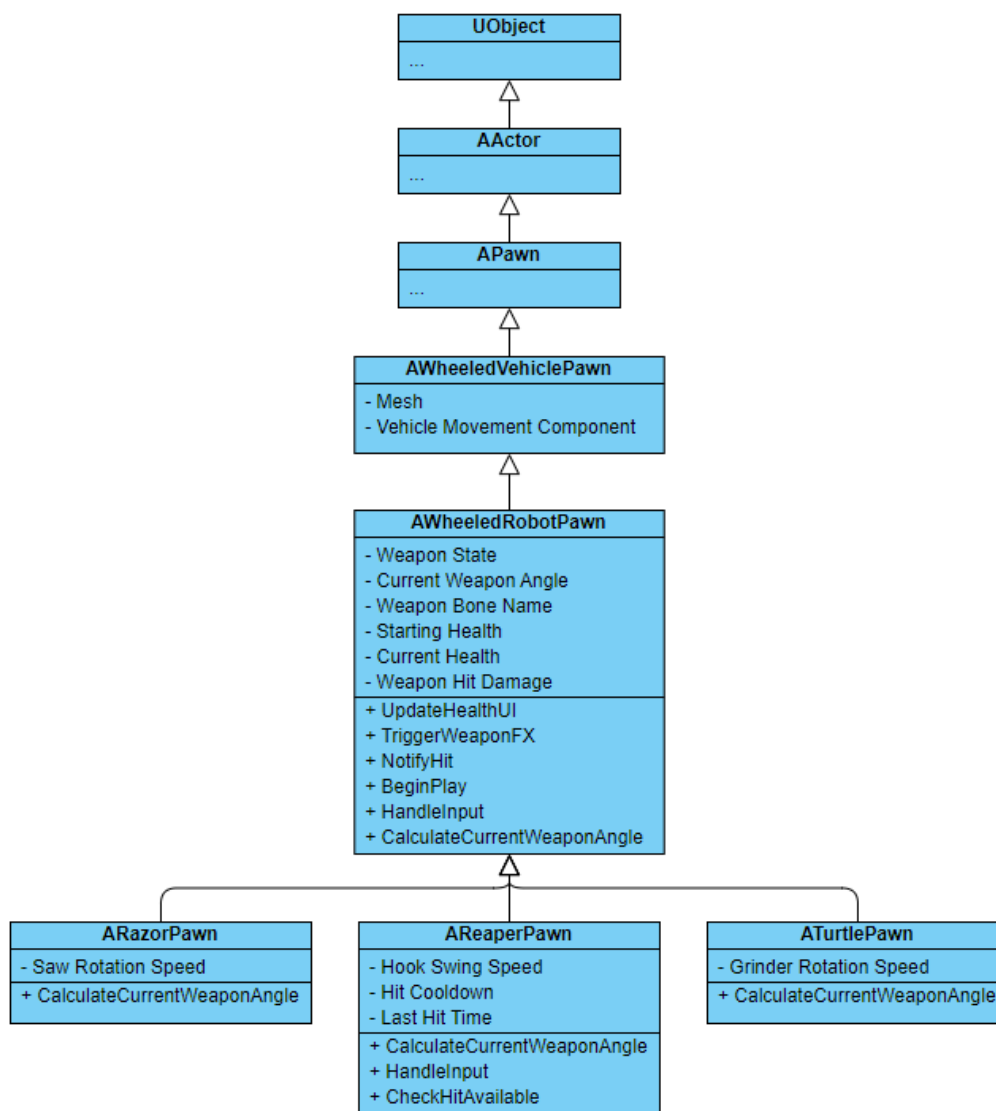 UObject
...
AActor
...
APawn
...
AWheeledVehiclePawn
- Mesh
- Vehicle Movement Component
AWheeledRobotPawn
- Weapon State
- Current Weapon Angle
- Weapon Bone Name
- Starting Health
- Current Health
- Weapon Hit Damage
+ UpdateHealthUI
+ TriggerWeaponFX
+ NotifyHit
+ BeginPlay
+ HandleInput
+ CalculateCurrentWeaponAngle
ARazorPawn
- Saw Rotation Speed
+ CalculateCurrentWeaponAngle
AReaperPawn
- Hook Swing Speed
- Hit Cooldown
- Last Hit Time
+ CalculateCurrentWeaponAngle
+ HandleInput
+ CheckHitAvailable
ATurtlePawn
- Grinder Rotation Speed
+ CalculateCurrentWeaponAngle